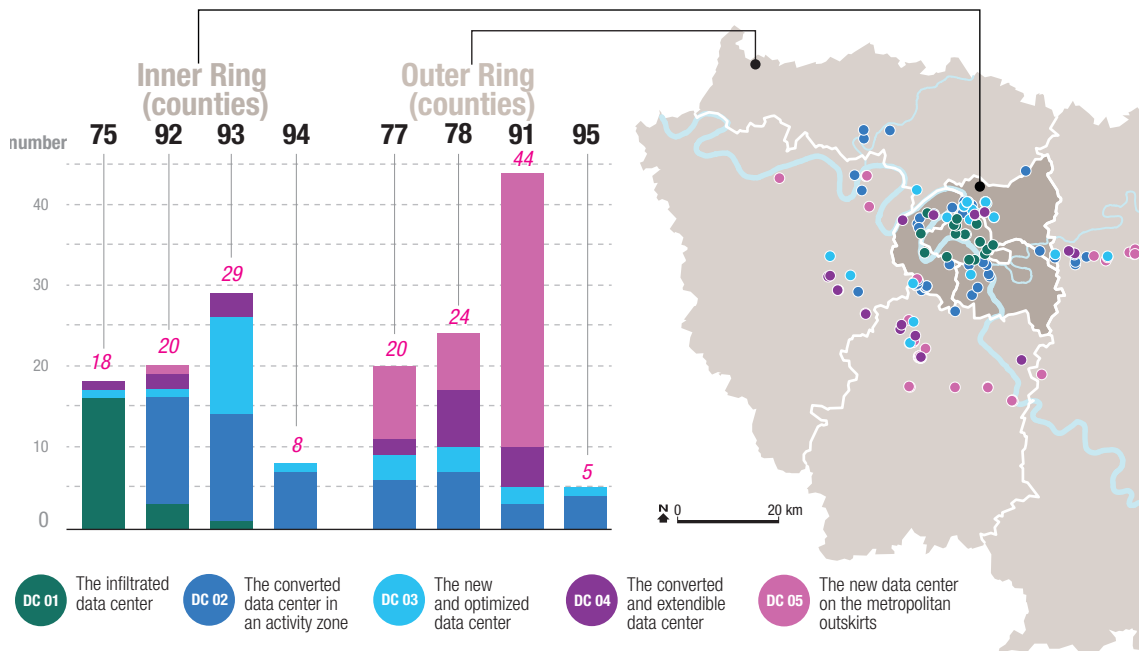 Inner Ring
(counties)
Outer Ring
(counties)
number
75
92
93
94
77
78
91
95
44
40
29
30
24
18
20
20
20
10
8
5
0
N
0
20 km
DC 01
The infiltrated
data center
DC 02
The converted
data center in
an activity zone
DC 03
The new
and optimized
data center
DC 04
The converted
and extendible
data center
DC 05
The new data center
on the metropolitan
outskirts